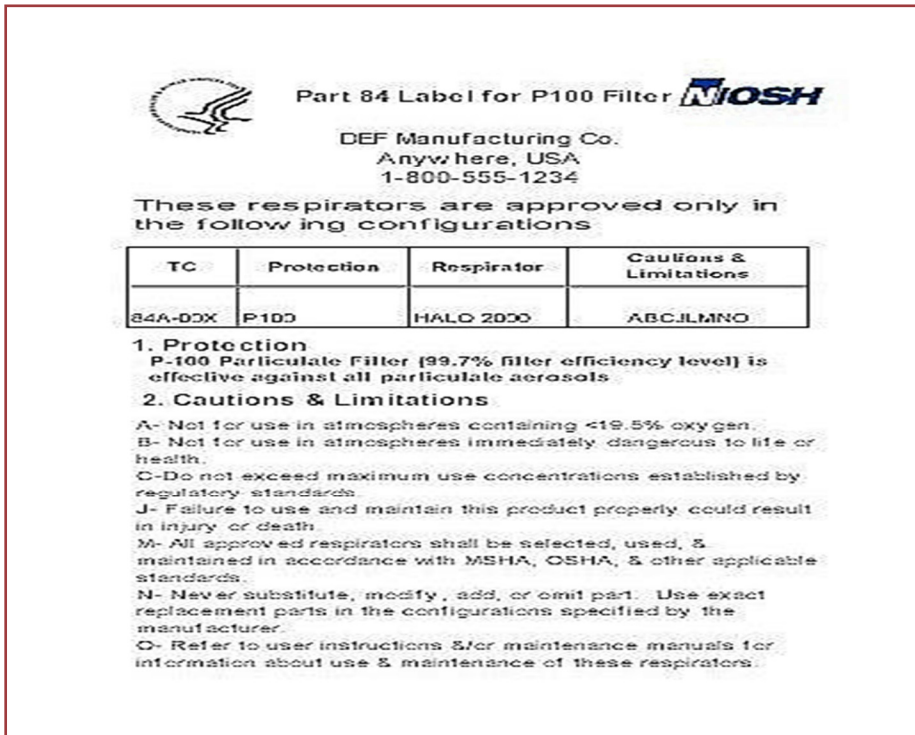 Part 84 Label for P100 Filter NIOSH
DEF Manufacturing Co.
Anywhere, USA
1-800-555-1234
These respirators are approved only in
the following configurations
TC Protection Respirator Cautions &
Limitations
84A-00X P100 HALO 2000 ABCJLMNO
1. Protection
P-100 Particulate Filter (99.7% filter efficiency level) is
effective against all particulate aerosols
2. Cautions & Limitations
A- Not for use in atmospheres containing <19.5% oxygen.
B- Not for use in atmospheres immediately dangerous to life or
health.
C-Do not exceed maximum use concentrations established by
regulatory standards.
J- Failure to use and maintain this product properly could result
in injury or death.
M- All approved respirators shall be selected, used, &
maintained in accordance with MSHA, OSHA, & other applicable
standards.
N- Never substitute, modify, add, or omit part. Use exact
replacement parts in the configurations specified by the
manufacturer.
O- Refer to user instructions &/or maintenance manuals for
information about use & maintenance of these respirators.